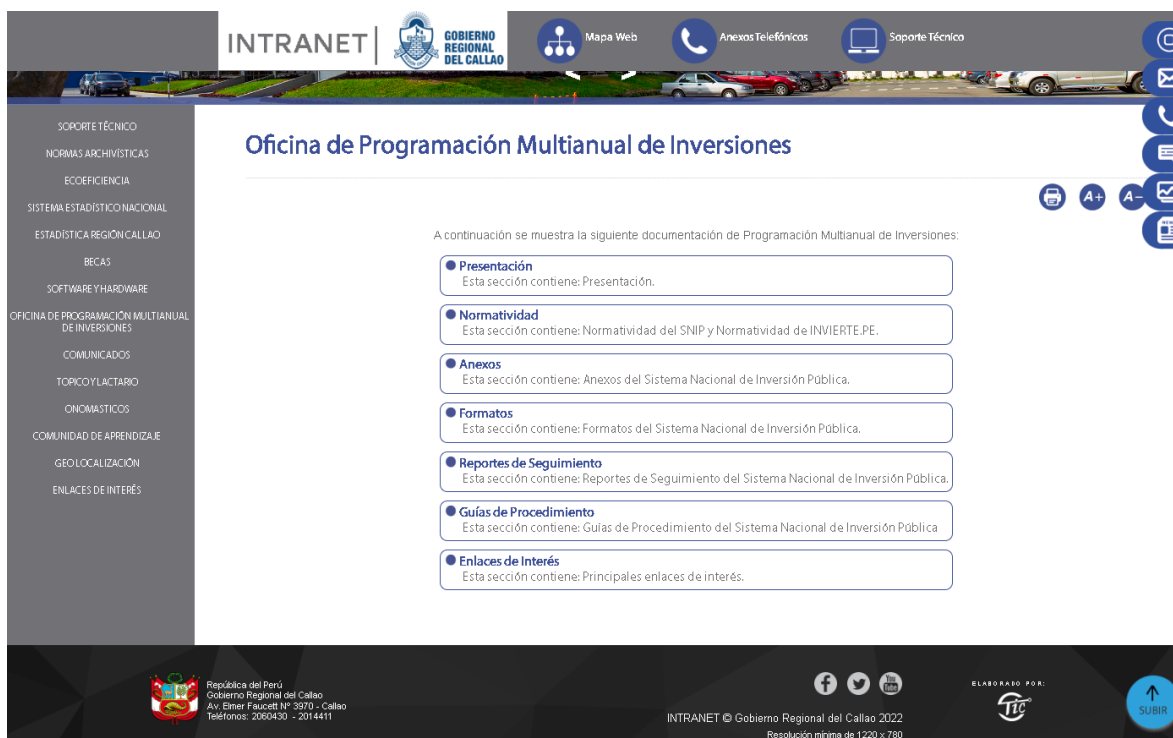 INTRANET
GOBIERNO
REGIONAL
DEL CALLAO
Mapa Web
Anexos Telefónicos
Soporte Técnico
SOPORTE TÉCNICO
NORMAS ARCHIVÍSTICAS
ECOEFICIENCIA
SISTEMA ESTADÍSTICO NACIONAL
ESTADÍSTICA REGIÓN CALLAO
BECAS
SOFTWARE Y HARDWARE
OFICINA DE PROGRAMACIÓN MULTIANUAL
DE INVERSIONES
COMUNICADOS
TOPICO Y LACTARIO
ONOMASTICOS
COMUNIDAD DE APRENDIZAJE
GEOLOCALIZACIÓN
ENLACES DE INTERÉS
Oficina de Programación Multianual de Inversiones
A+
A-
A continuación se muestra la siguiente documentación de Programación Multianual de Inversiones:
Presentación
Esta sección contiene: Presentación.
Normatividad
Esta sección contiene: Normatividad del SNIP y Normatividad de INVIERTE.PE.
Anexos
Esta sección contiene: Anexos del Sistema Nacional de Inversión Pública.
Formatos
Esta sección contiene: Formatos del Sistema Nacional de Inversión Pública.
Reportes de Seguimiento
Esta sección contiene: Reportes de Seguimiento del Sistema Nacional de Inversión Pública.
Guías de Procedimiento
Esta sección contiene: Guías de Procedimiento del Sistema Nacional de Inversión Pública
Enlaces de Interés
Esta sección contiene: Principales enlaces de interés.
República del Perú
Gobierno Regional del Callao
Av. Elmer Faucett Nº 3970 - Callao
Teléfonos: 2060430 - 2014411
You
Tube
INTRANET © Gobierno Regional del Callao 2022
Resolución mínima de 1220 x 780
ELABORADO POR:
Tic
SUBIR